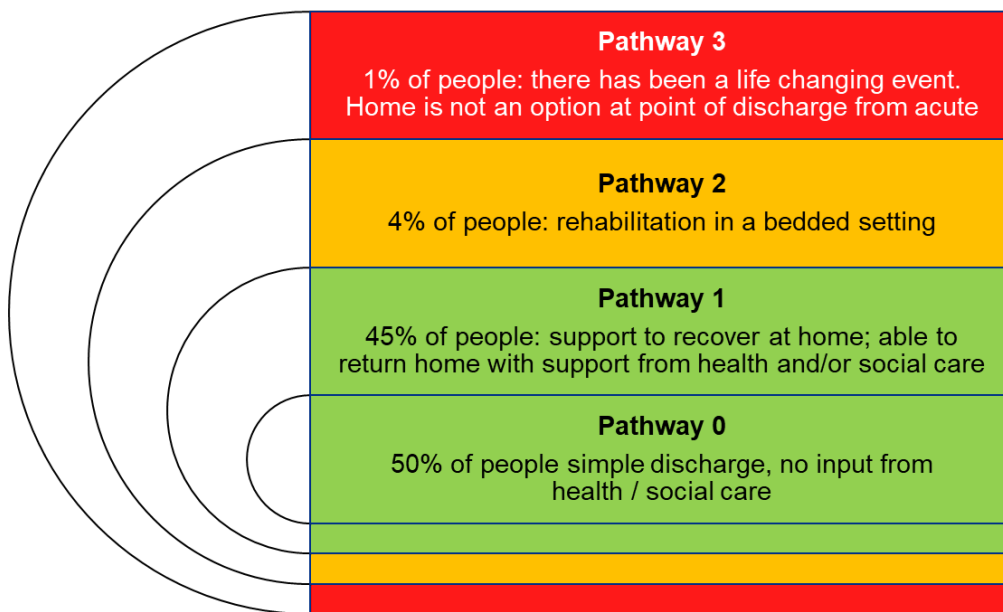 Pathway 3
1% of people: there has been a life changing event.
Home is not an option at point of discharge from acute
Pathway 2
4% of people: rehabilitation in a bedded setting
Pathway 1
45% of people: support to recover at home; able to
return home with support from health and/or social care
Pathway 0
50% of people simple discharge, no input from
health / social care